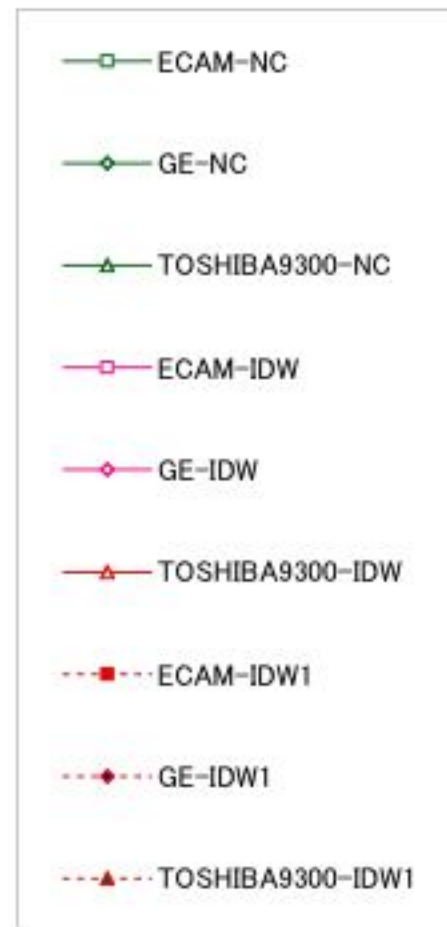 ECAM-NC
GE-NC
TOSHIBA9300-NC
ECAM-IDW
GE-IDW
TOSHIBA9300-IDW
ECAM-IDW1
GE-IDW1
TOSHIBA9300-IDW1